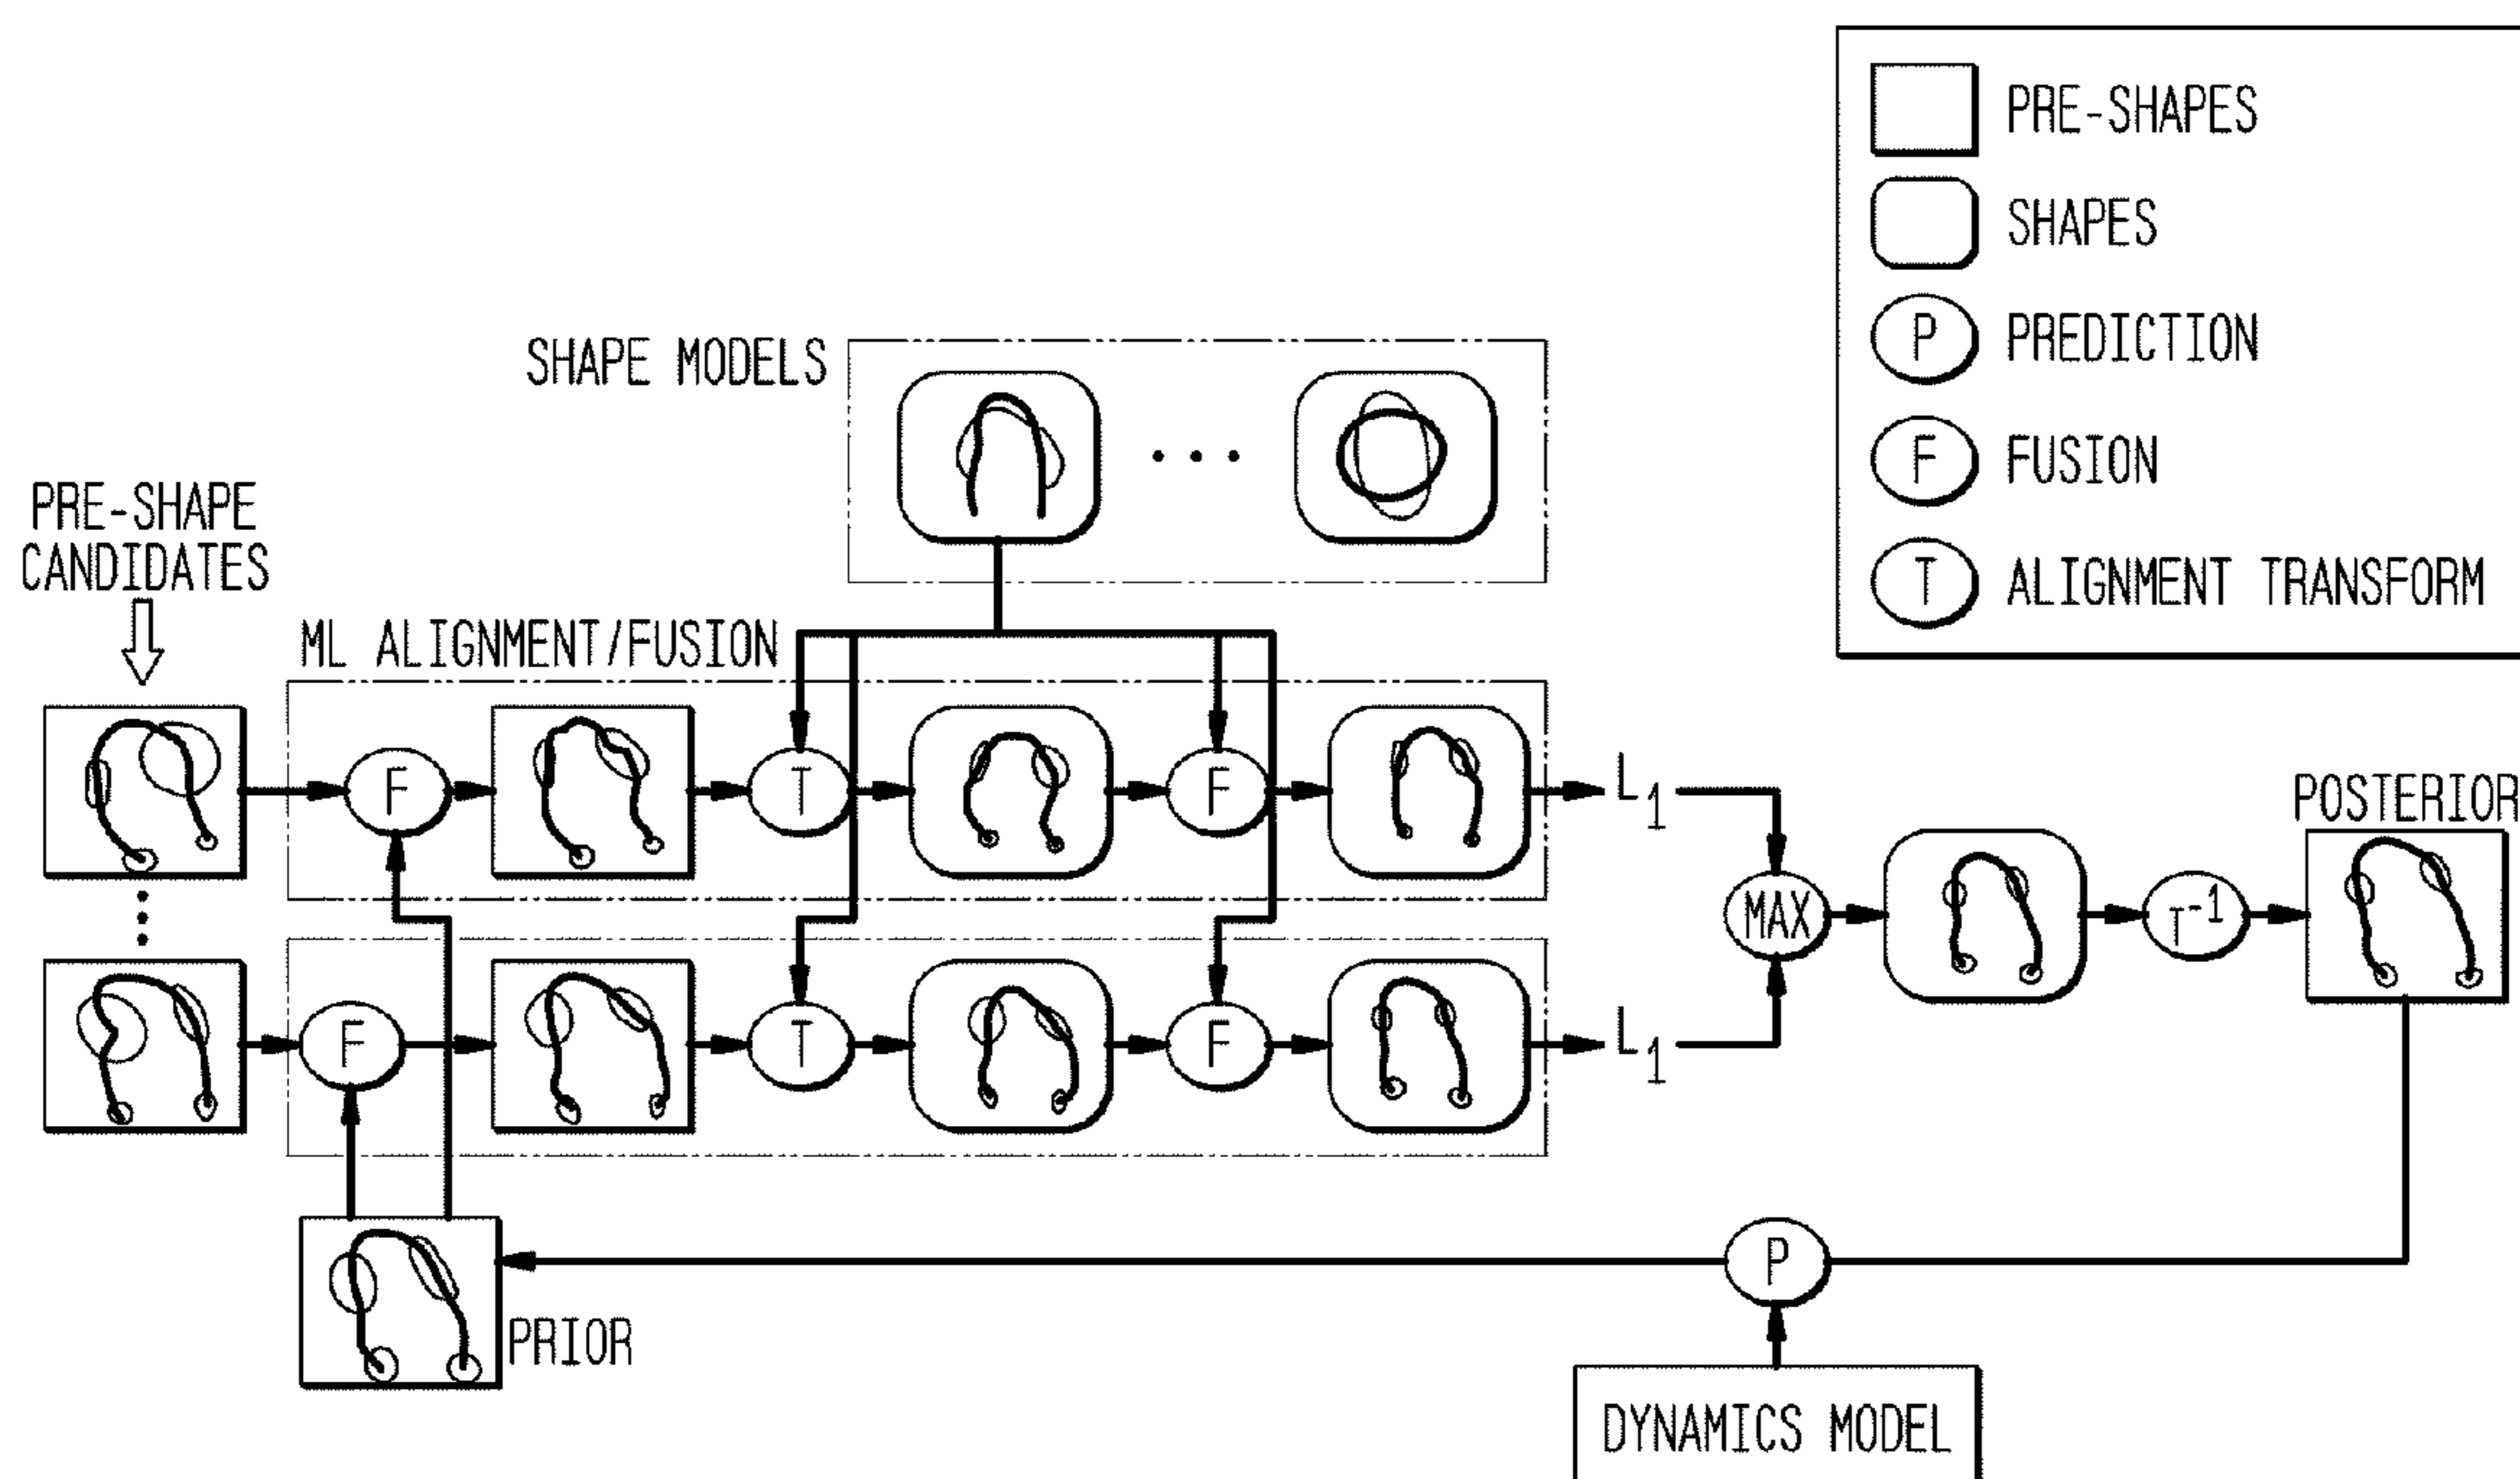 PRE-SHAPES
SHAPES
P PREDICTION
F FUSION
T ALIGNMENT TRANSFORM
SHAPE MODELS
PRE-SHAPE
CANDIDATES
ML ALIGNMENT/FUSION
F
T
F
L1
POSTERIOR
MAX
T-1
F
T
F
L1
P
PRIOR
DYNAMICS MODEL